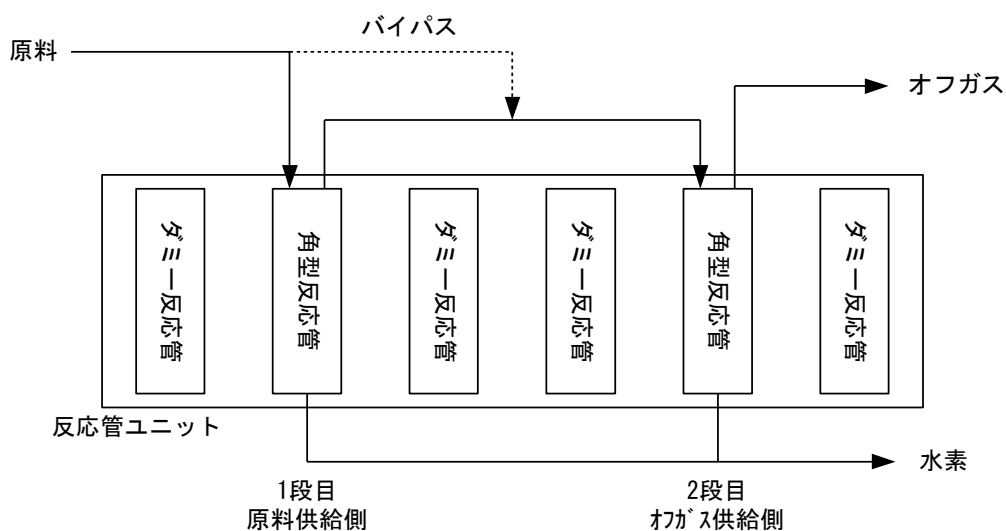 バイパス
原料
オフガス
ダミー反応管
角型反応管
ダミー反応管
ダミー反応管
角型反応管
ダミー反応管
反応管ユニット
水素
1段目
原料供給側
2段目
ｵﾌｶﾞｽ供給側